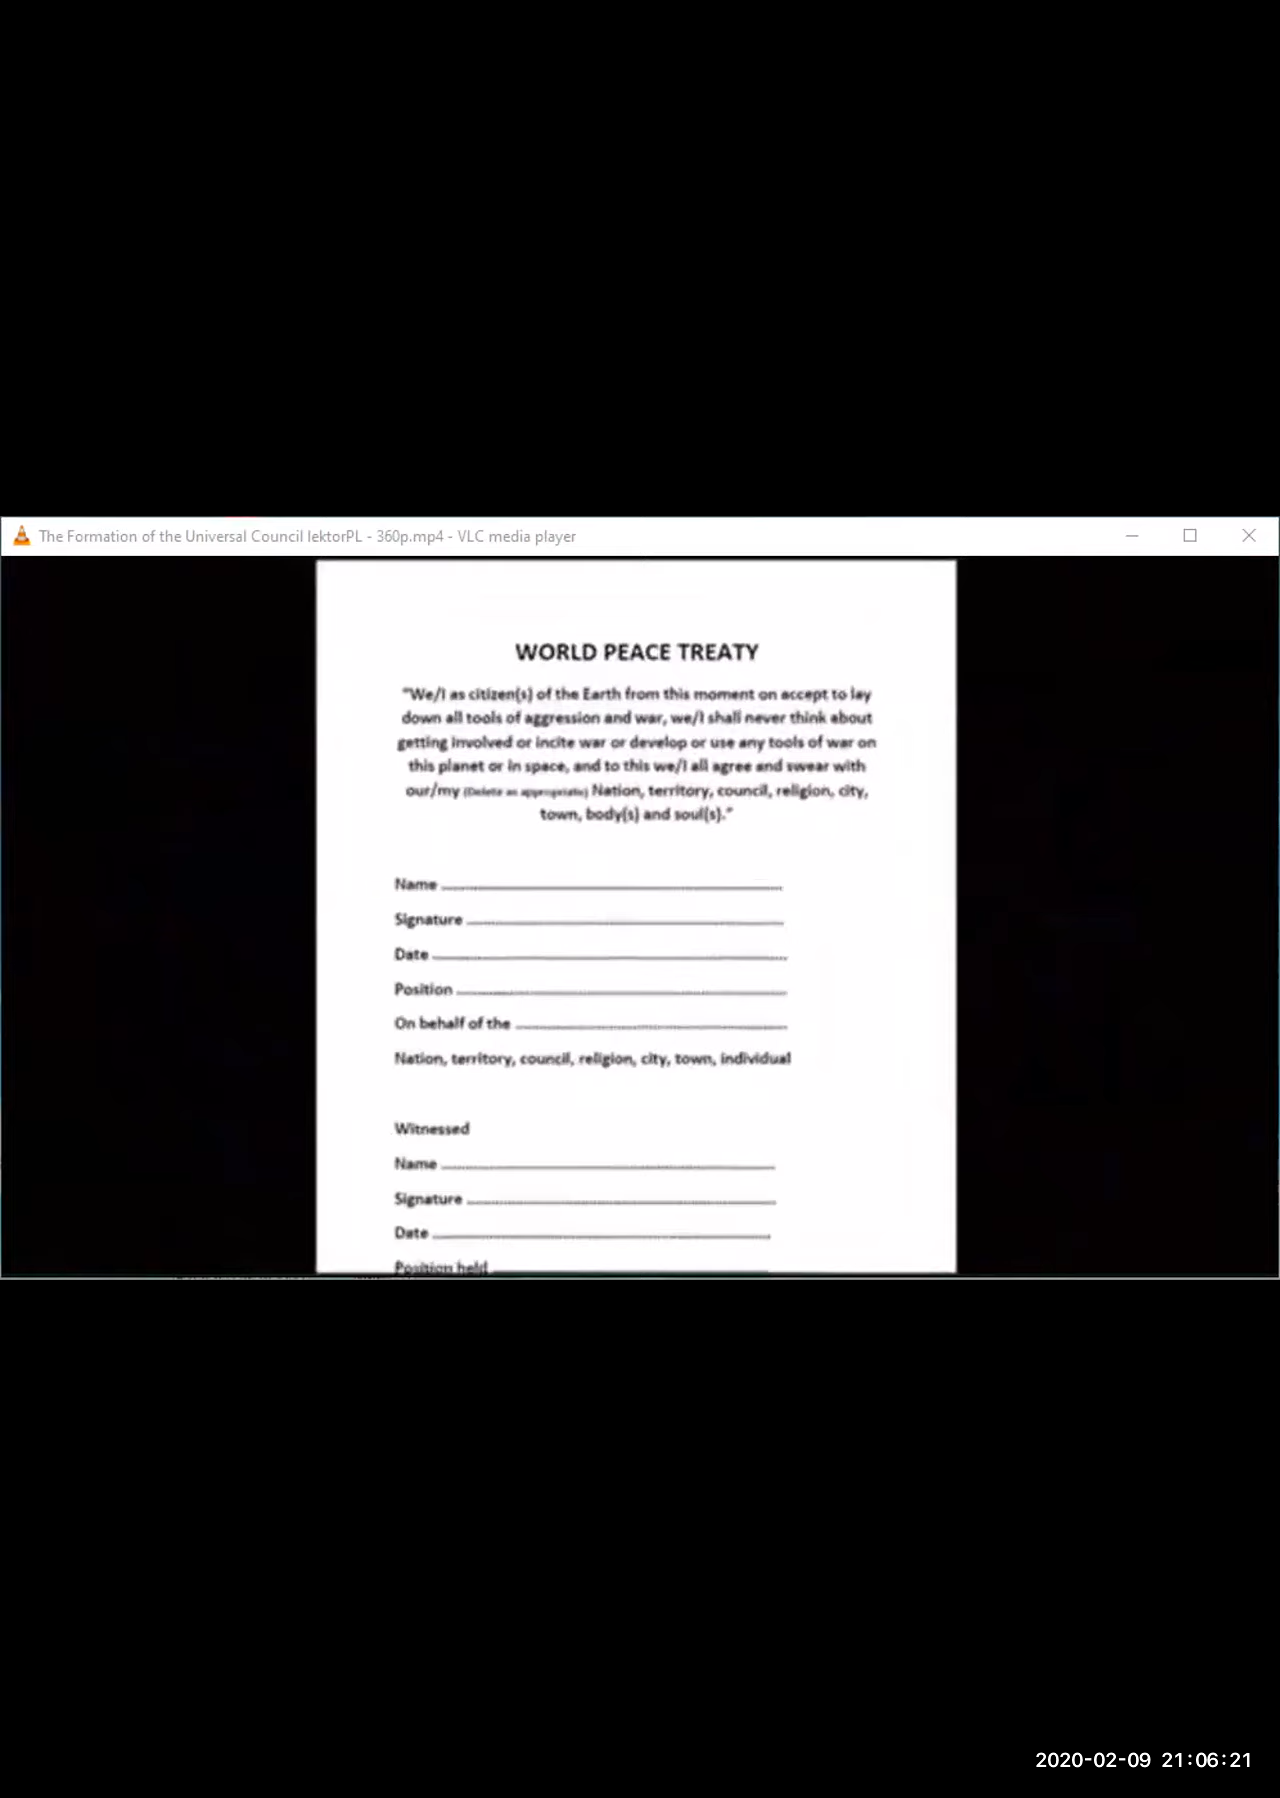 The Formation of the Universal Council lektorPL - 360p.mp4 - VLC media player
WORLD PEACE TREATY
"We/I as citizen(s) of the Earth from this moment on accept to lay
down all tools of aggression and war, we/I shall never think about
getting involved or incite war or develop or use any tools of war on
this planet or in space, and to this we/I all agree and swear with
our/my (Delete as appropriate) Nation, territory, council, religion, city,
town, body(s) and soul(s)."
Name
Signature
Date
Position
On behalf of the
Nation, territory, council, religion, city, town, individual
Witnessed
Name
Signature
Date
Position held
2020-02-09 21:06:21